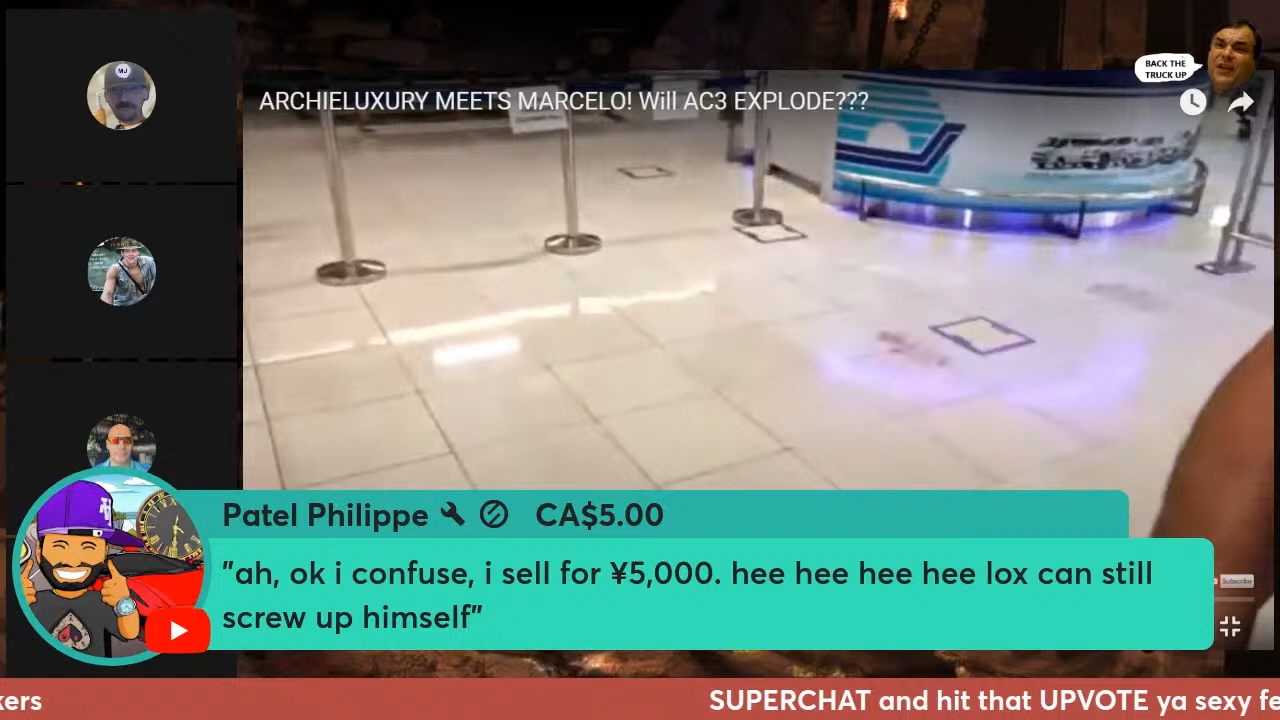 BACK THE
TRUCK UP
ARCHIELUXURY MEETS MARCELO! Will AC3 EXPLODE???
MJ
Patel Philippe CA$5.00
"ah, ok i confuse, i sell for ¥5,000. hee hee hee hee lox can still
screw up himself"
Subscribe
kers SUPERCHAT and hit that UPVOTE ya sexy fe